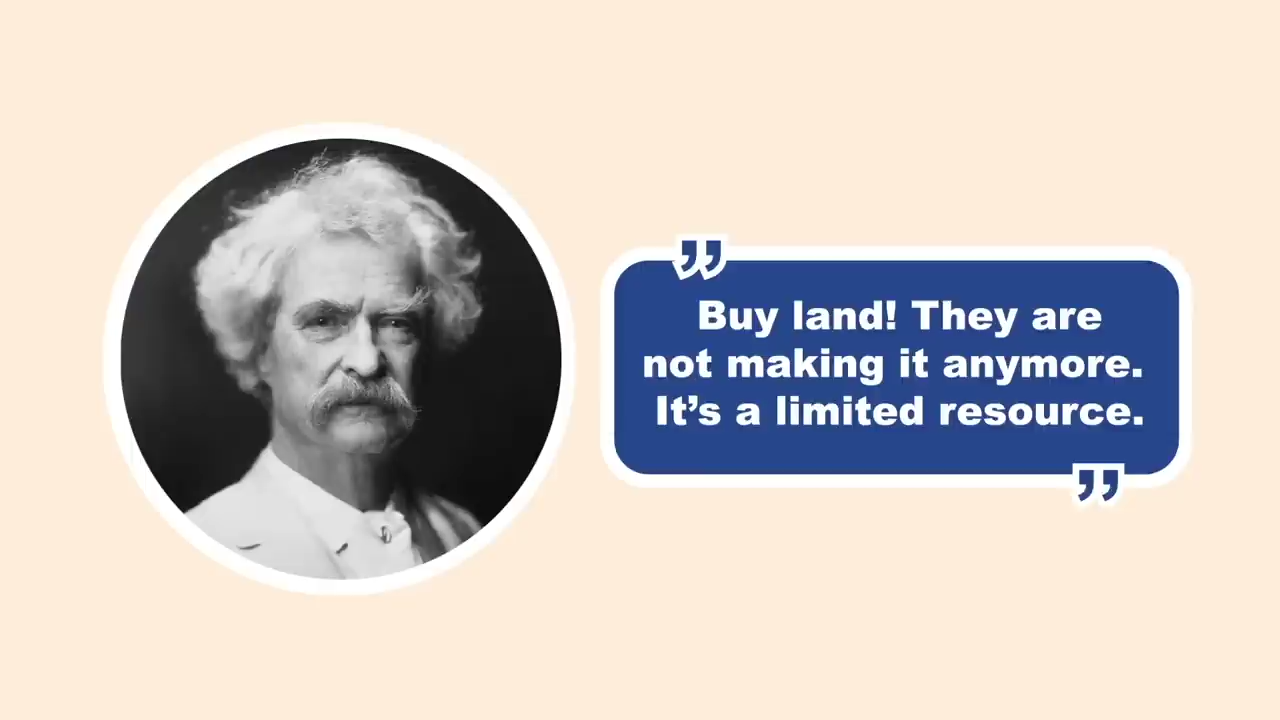 ”
Buy land! They are
not making it anymore.
It’s a limited resource.
”